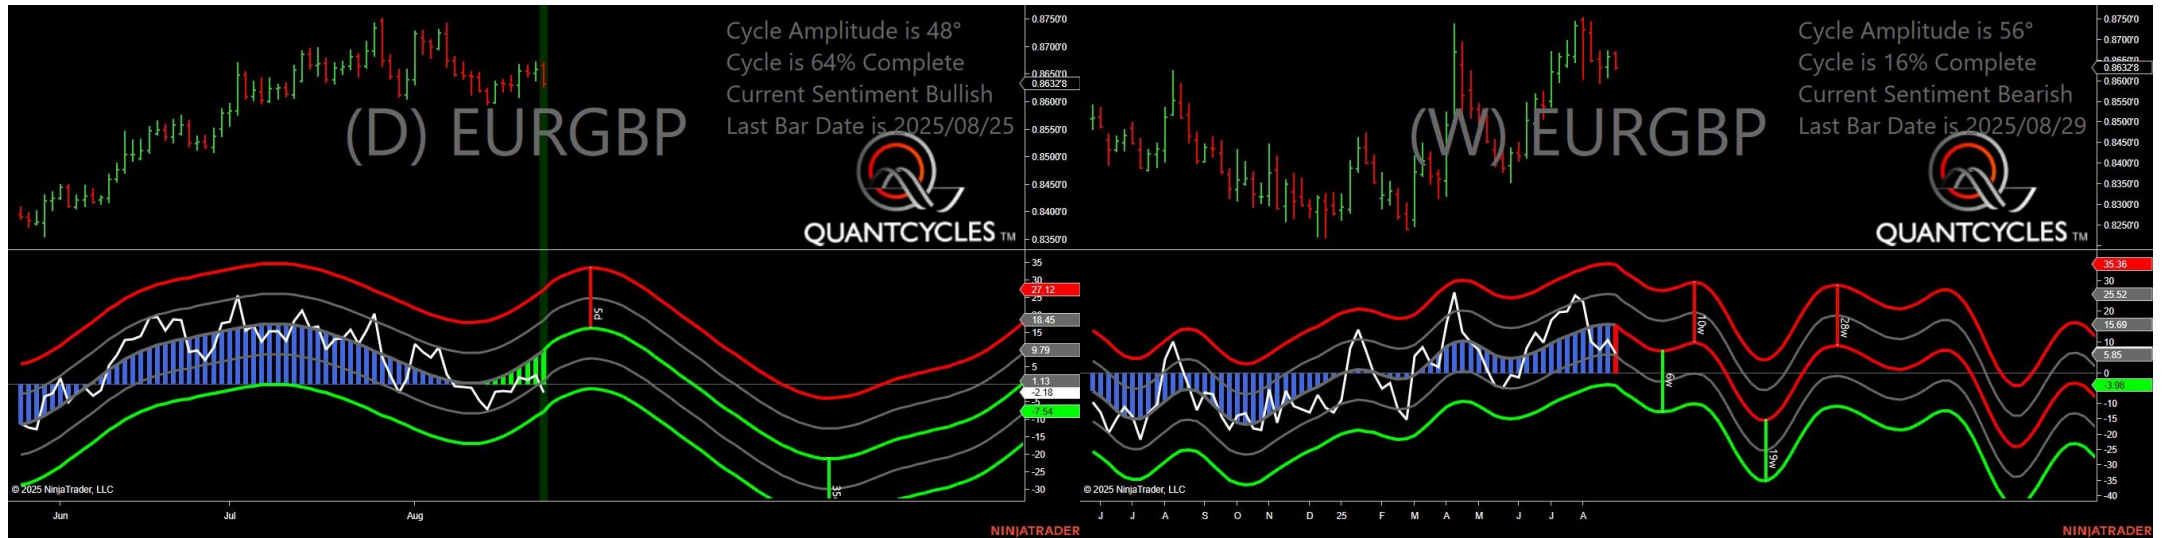 Cycle Amplitude is 48°
Cycle is 64% Complete
Current Sentiment Bullish
Last Bar Date is 2025/08/25
(D) EURGBP
QUANTCYCLES TM
0.8750'0
0.8700'0
0.8650'0
0.8632'8
0.8600'0
0.8550'0
0.8500'0
0.8450'0
0.8400'0
0.8350'0
35
30
27.12
25
18.45
15
9.79
5
1.13
-2.18
-5
-7.54
-10
-15
-20
-25
-30
5d
35
© 2025 NinjaTrader, LLC
Jun
Jul
Aug
NINJATRADER
Cycle Amplitude is 56°
Cycle is 16% Complete
Current Sentiment Bearish
Last Bar Date is 2025/08/29
(W) EURGBP
QUANTCYCLES TM
0.8750'0
0.8700'0
0.8650'0
0.8632'8
0.8600'0
0.8550'0
0.8500'0
0.8450'0
0.8400'0
0.8350'0
0.8300'0
0.8250'0
35.36
30
25.52
20
15.69
10
5.85
0
-3.98
-10
-15
-20
-25
-30
-35
-40
10w
28w
6w
19w
© 2025 NinjaTrader, LLC
J J A S O N D 25 F M A M J J A
NINJATRADER